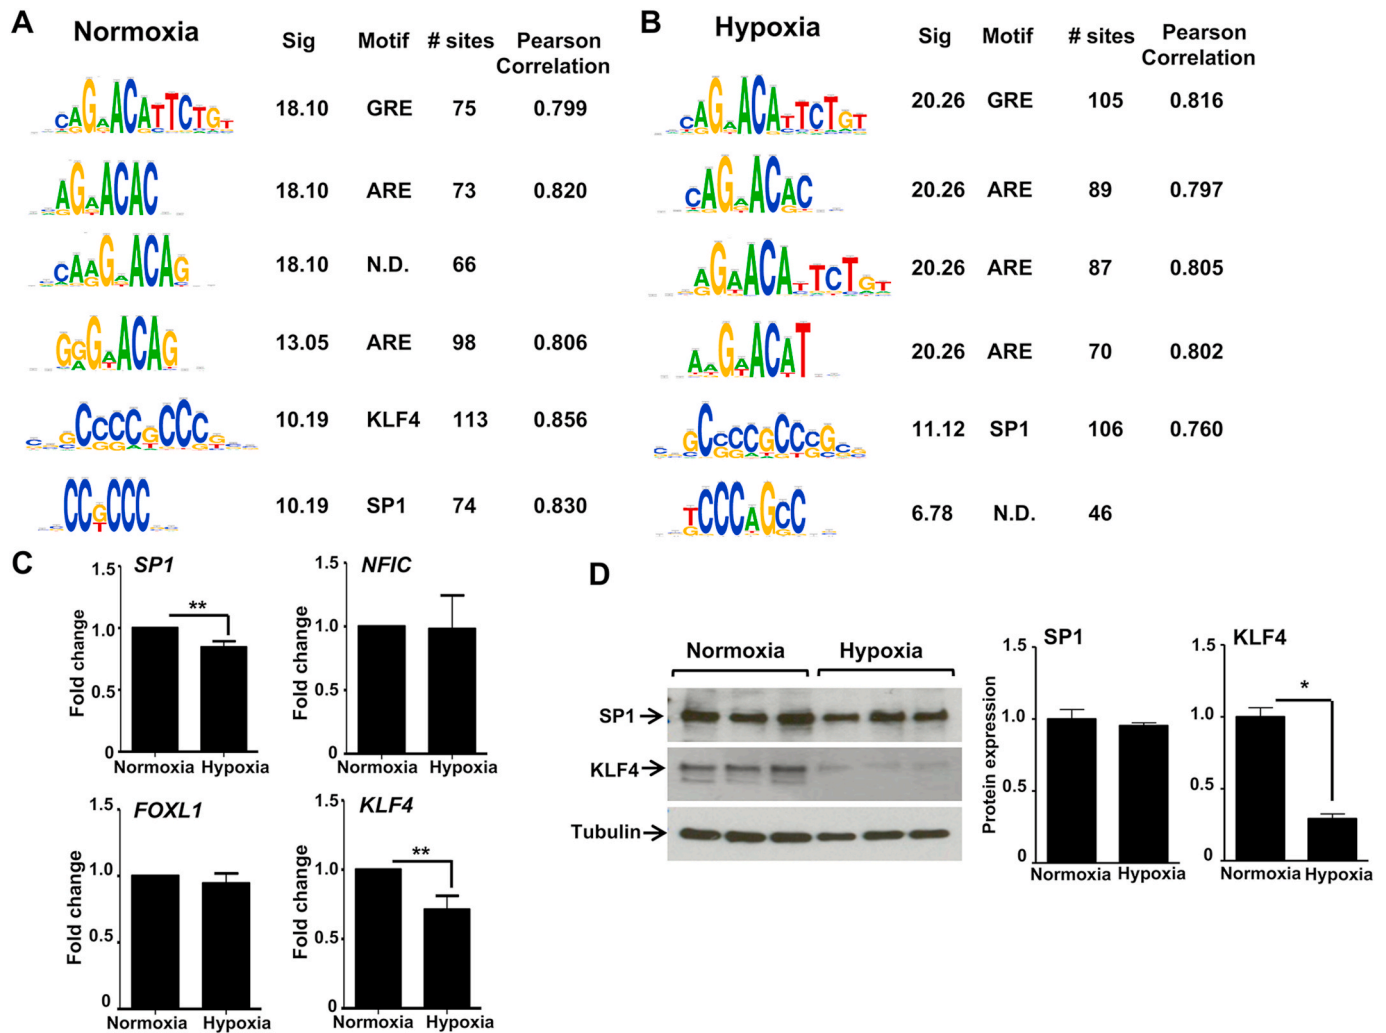 A
Normoxia
Sig Motif # sites Pearson
Correlation
18.10 GRE 75 0.799
18.10 ARE 73 0.820
18.10 N.D. 66
13.05 ARE 98 0.806
10.19 KLF4 113 0.856
10.19 SP1 74 0.830
B
Hypoxia
Sig Motif # sites Pearson
Correlation
20.26 GRE 105 0.816
20.26 ARE 89 0.797
20.26 ARE 87 0.805
20.26 ARE 70 0.802
11.12 SP1 106 0.760
6.78 N.D. 46
C
SP1
Fold change
1.5
1.0
0.5
0
**
Normoxia Hypoxia
NFIC
Fold change
1.5
1.0
0.5
0
Normoxia Hypoxia
FOXL1
Fold change
1.5
1.0
0.5
0
Normoxia Hypoxia
KLF4
Fold change
1.5
1.0
0.5
0
**
Normoxia Hypoxia
D
Normoxia Hypoxia
SP1
KLF4
Tubulin
SP1
Protein expression
1.5
1.0
0.5
0
Normoxia Hypoxia
KLF4
1.5
1.0
0.5
0
*
Normoxia Hypoxia